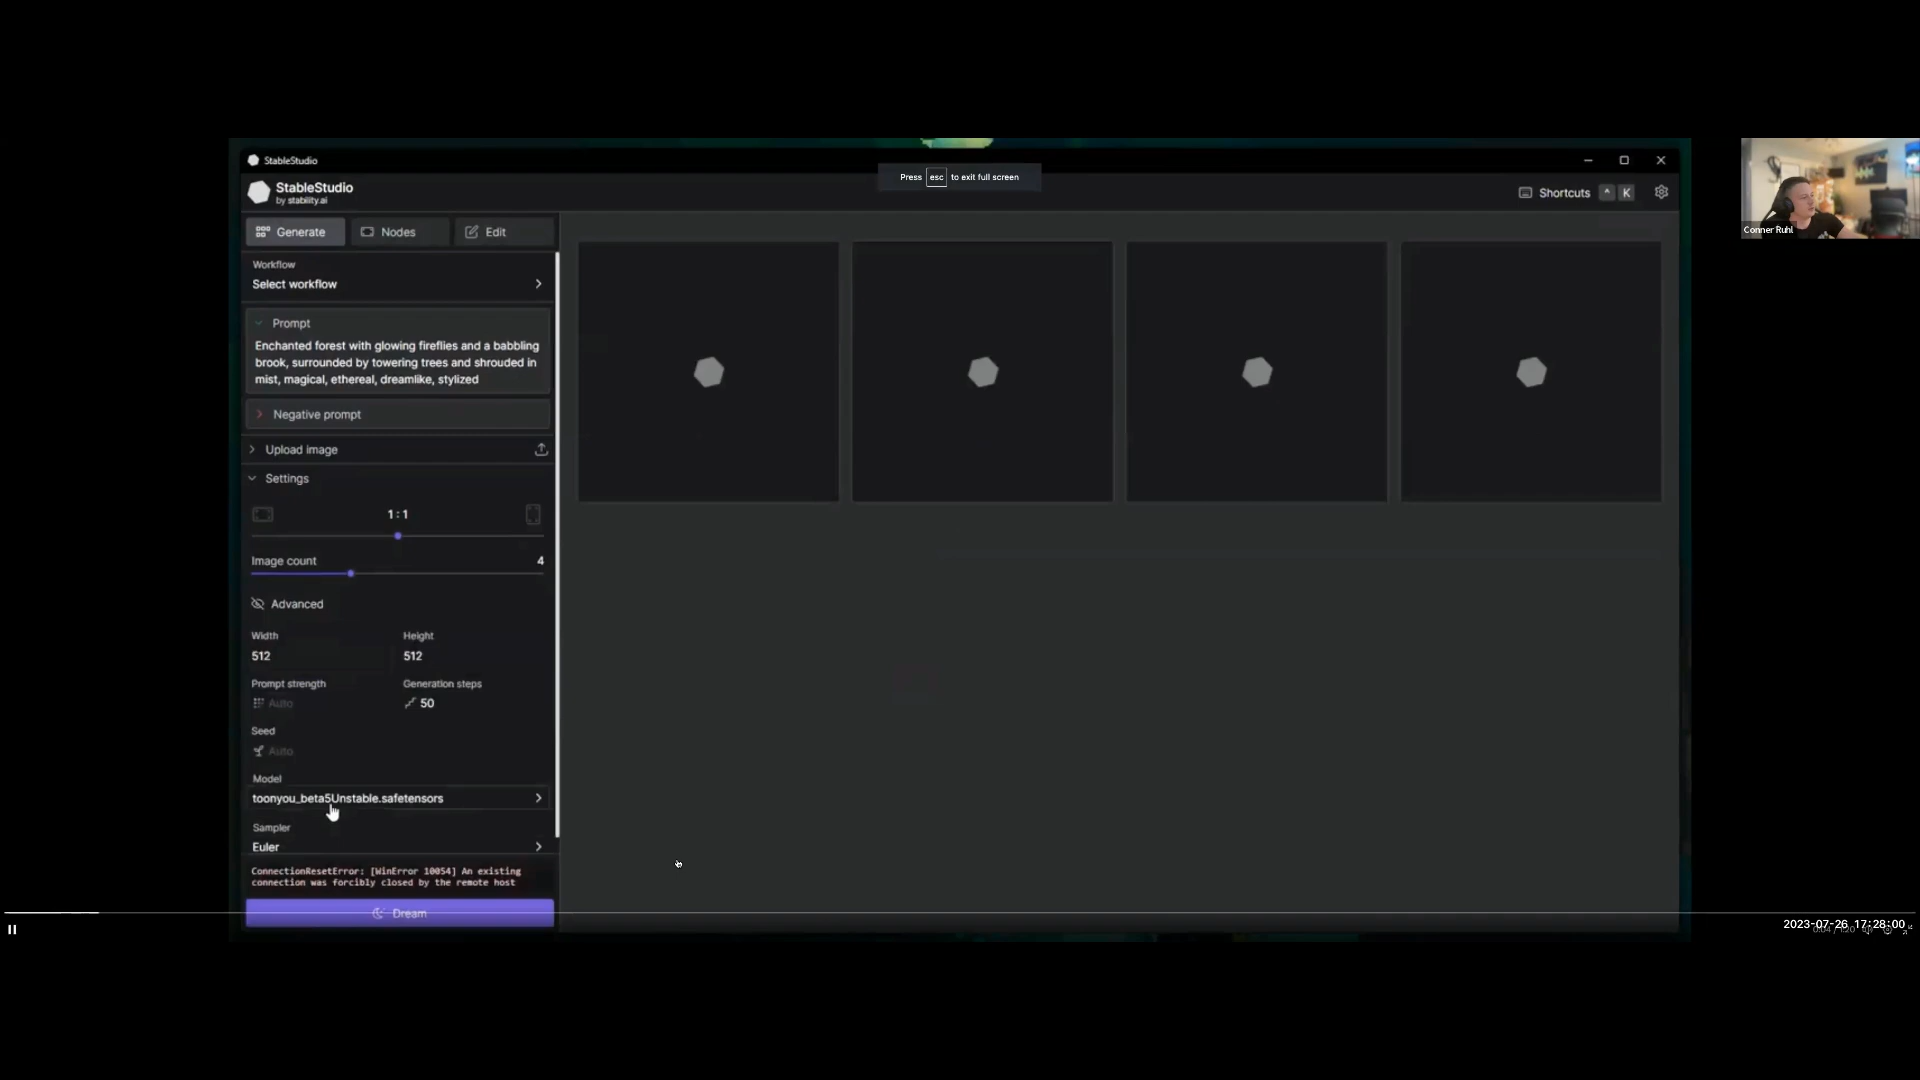 StableStudio
StableStudio
by stability.ai
Press esc to exit full screen
Shortcuts ^ K
Conner Ruhl
Generate
Nodes
Edit
Workflow
Select workflow
Prompt
Enchanted forest with glowing fireflies and a babbling
brook, surrounded by towering trees and shrouded in
mist, magical, ethereal, dreamlike, stylized
Negative prompt
Upload image
Settings
1 : 1
Image count 4
Advanced
Width Height
512 512
Prompt strength Generation steps
Auto 50
Seed
Auto
Model
toonyou_beta5Unstable.safetensors
Sampler
Euler
ConnectionResetError: [WinError 10054] An existing
connection was forcibly closed by the remote host
Dream
2023-07-26 17:28:00